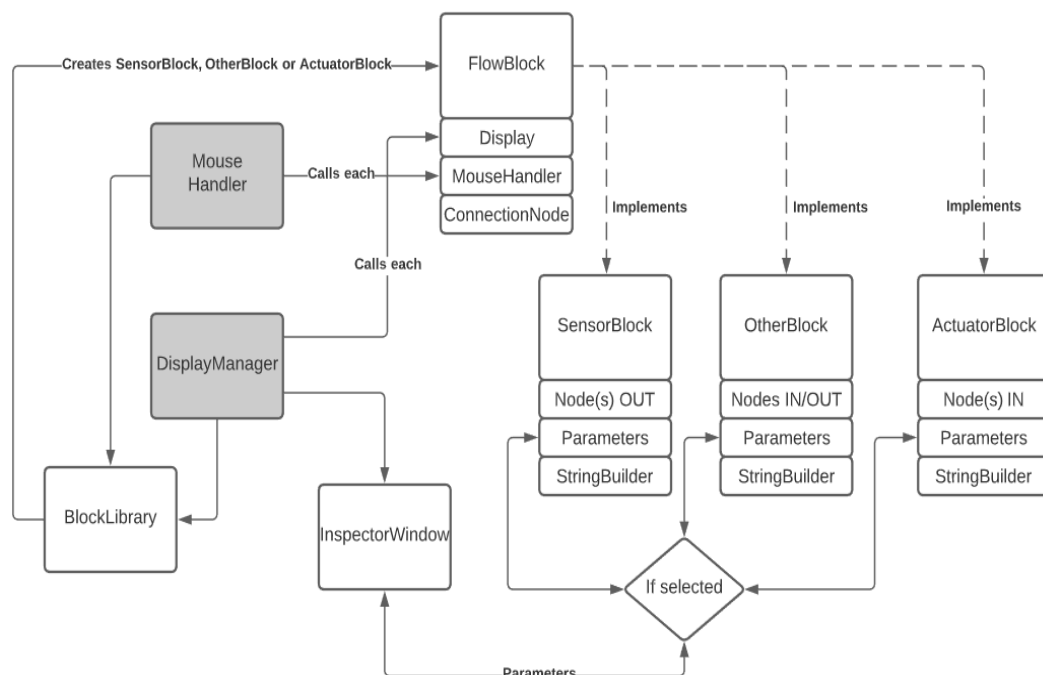 Creates SensorBlock, OtherBlock or ActuatorBlock
FlowBlock
Display
MouseHandler
ConnectionNode
Mouse
Handler
Calls each
Calls each
Implements
Implements
Implements
DisplayManager
SensorBlock
Node(s) OUT
Parameters
StringBuilder
OtherBlock
Nodes IN/OUT
Parameters
StringBuilder
ActuatorBlock
Node(s) IN
Parameters
StringBuilder
BlockLibrary
InspectorWindow
If selected
Parameters